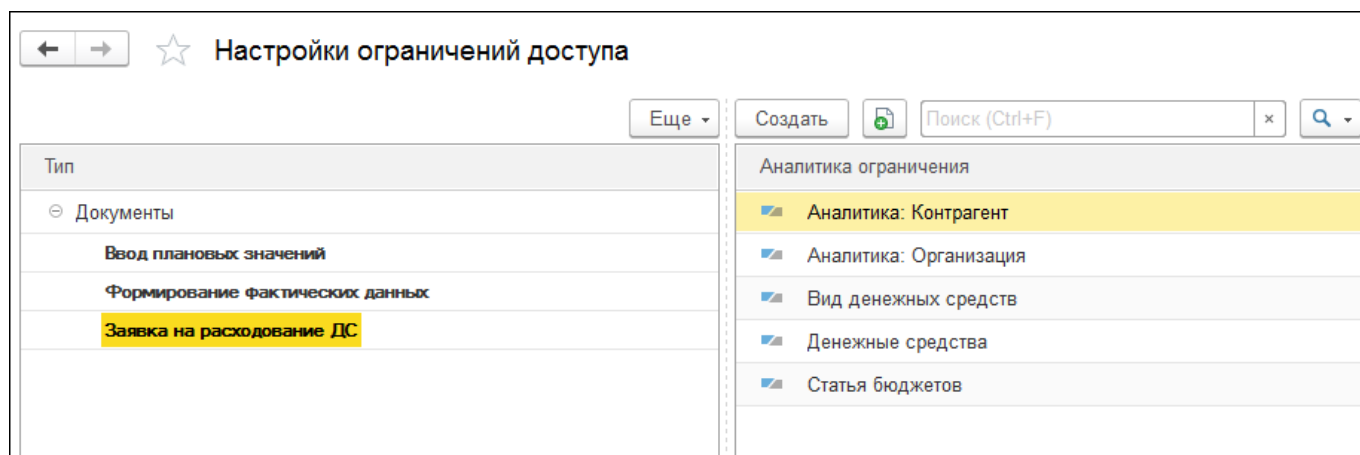 Настройки ограничений доступа
Еще
Создать
Поиск (Ctrl+F)
Тип
Аналитика ограничения
Документы
Аналитика: Контрагент
Ввод плановых значений
Аналитика: Организация
Формирование фактических данных
Вид денежных средств
Заявка на расходование ДС
Денежные средства
Статья бюджетов